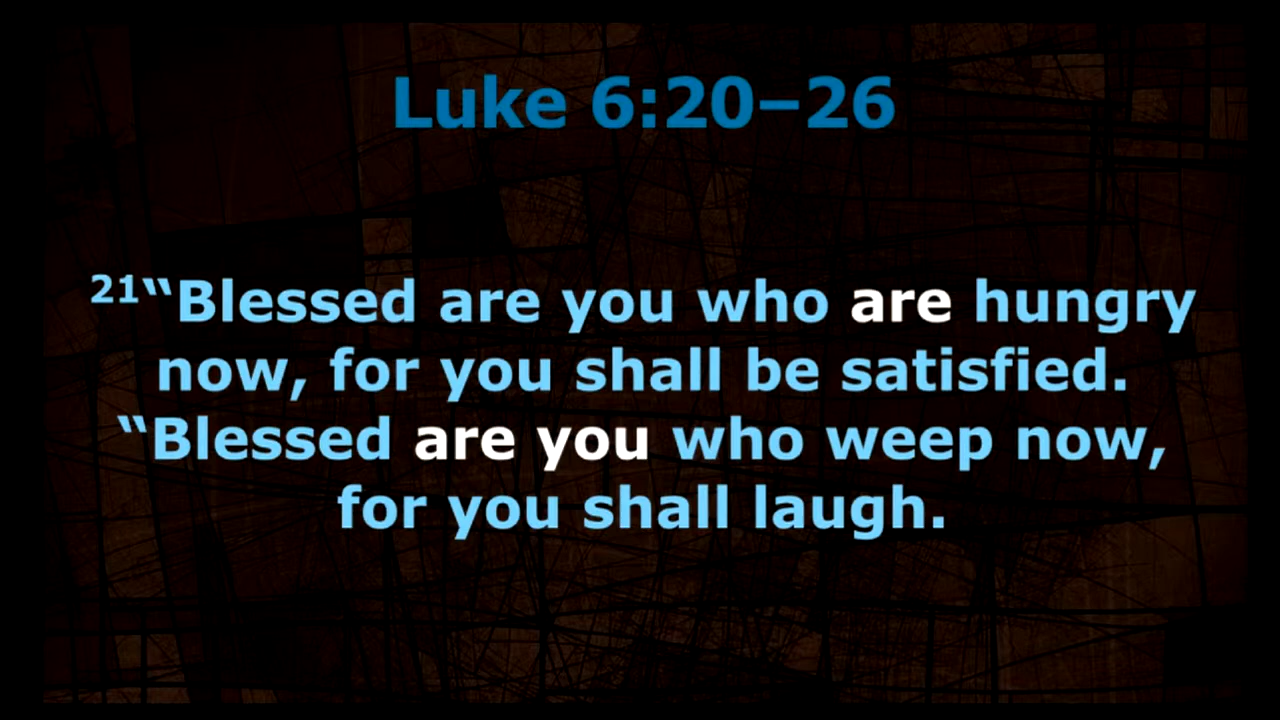 Luke 6:20–26
21“Blessed are you who are hungry
now, for you shall be satisfied.
“Blessed are you who weep now,
for you shall laugh.